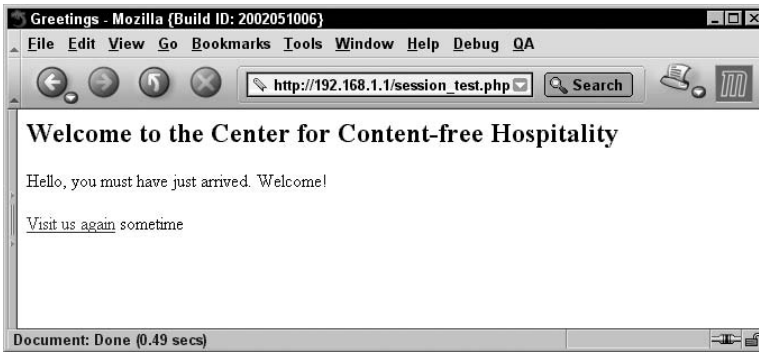 Greetings - Mozilla {Build ID: 2002051006}
File Edit View Go Bookmarks Tools Window Help Debug QA
http://192.168.1.1/session_test.php Search
Welcome to the Center for Content-free Hospitality
Hello, you must have just arrived. Welcome!
Visit us again sometime
Document: Done (0.49 secs)